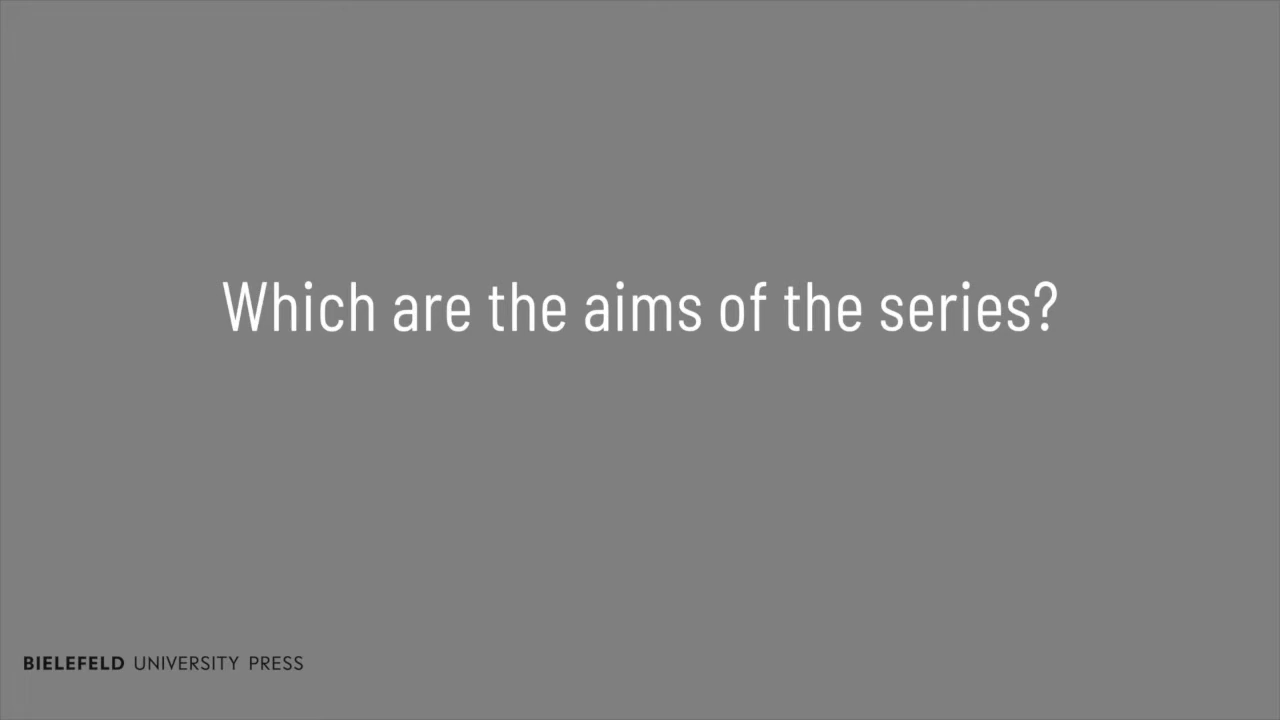 Which are the aims of the series?
BIELEFELD UNIVERSITY PRESS